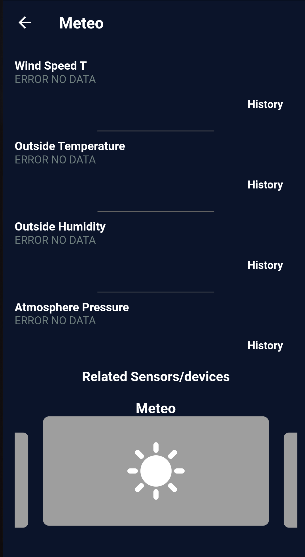 Meteo
Wind Speed T
ERROR NO DATA
History
Outside Temperature
ERROR NO DATA
History
Outside Humidity
ERROR NO DATA
History
Atmosphere Pressure
ERROR NO DATA
History
Related Sensors/devices
Meteo